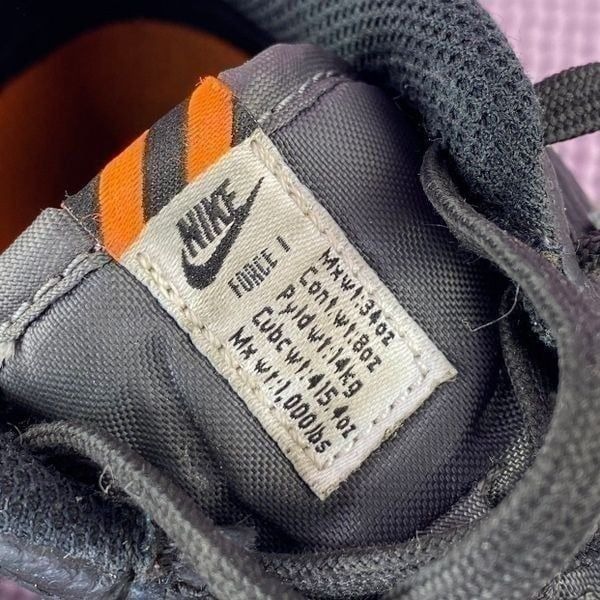 NIKE
FORCE 1
Mx wt:34oz
Cont wt:8oz
Pyld wt:14kg
Cubc wt:415.4oz
Mx wt:1,000lbs